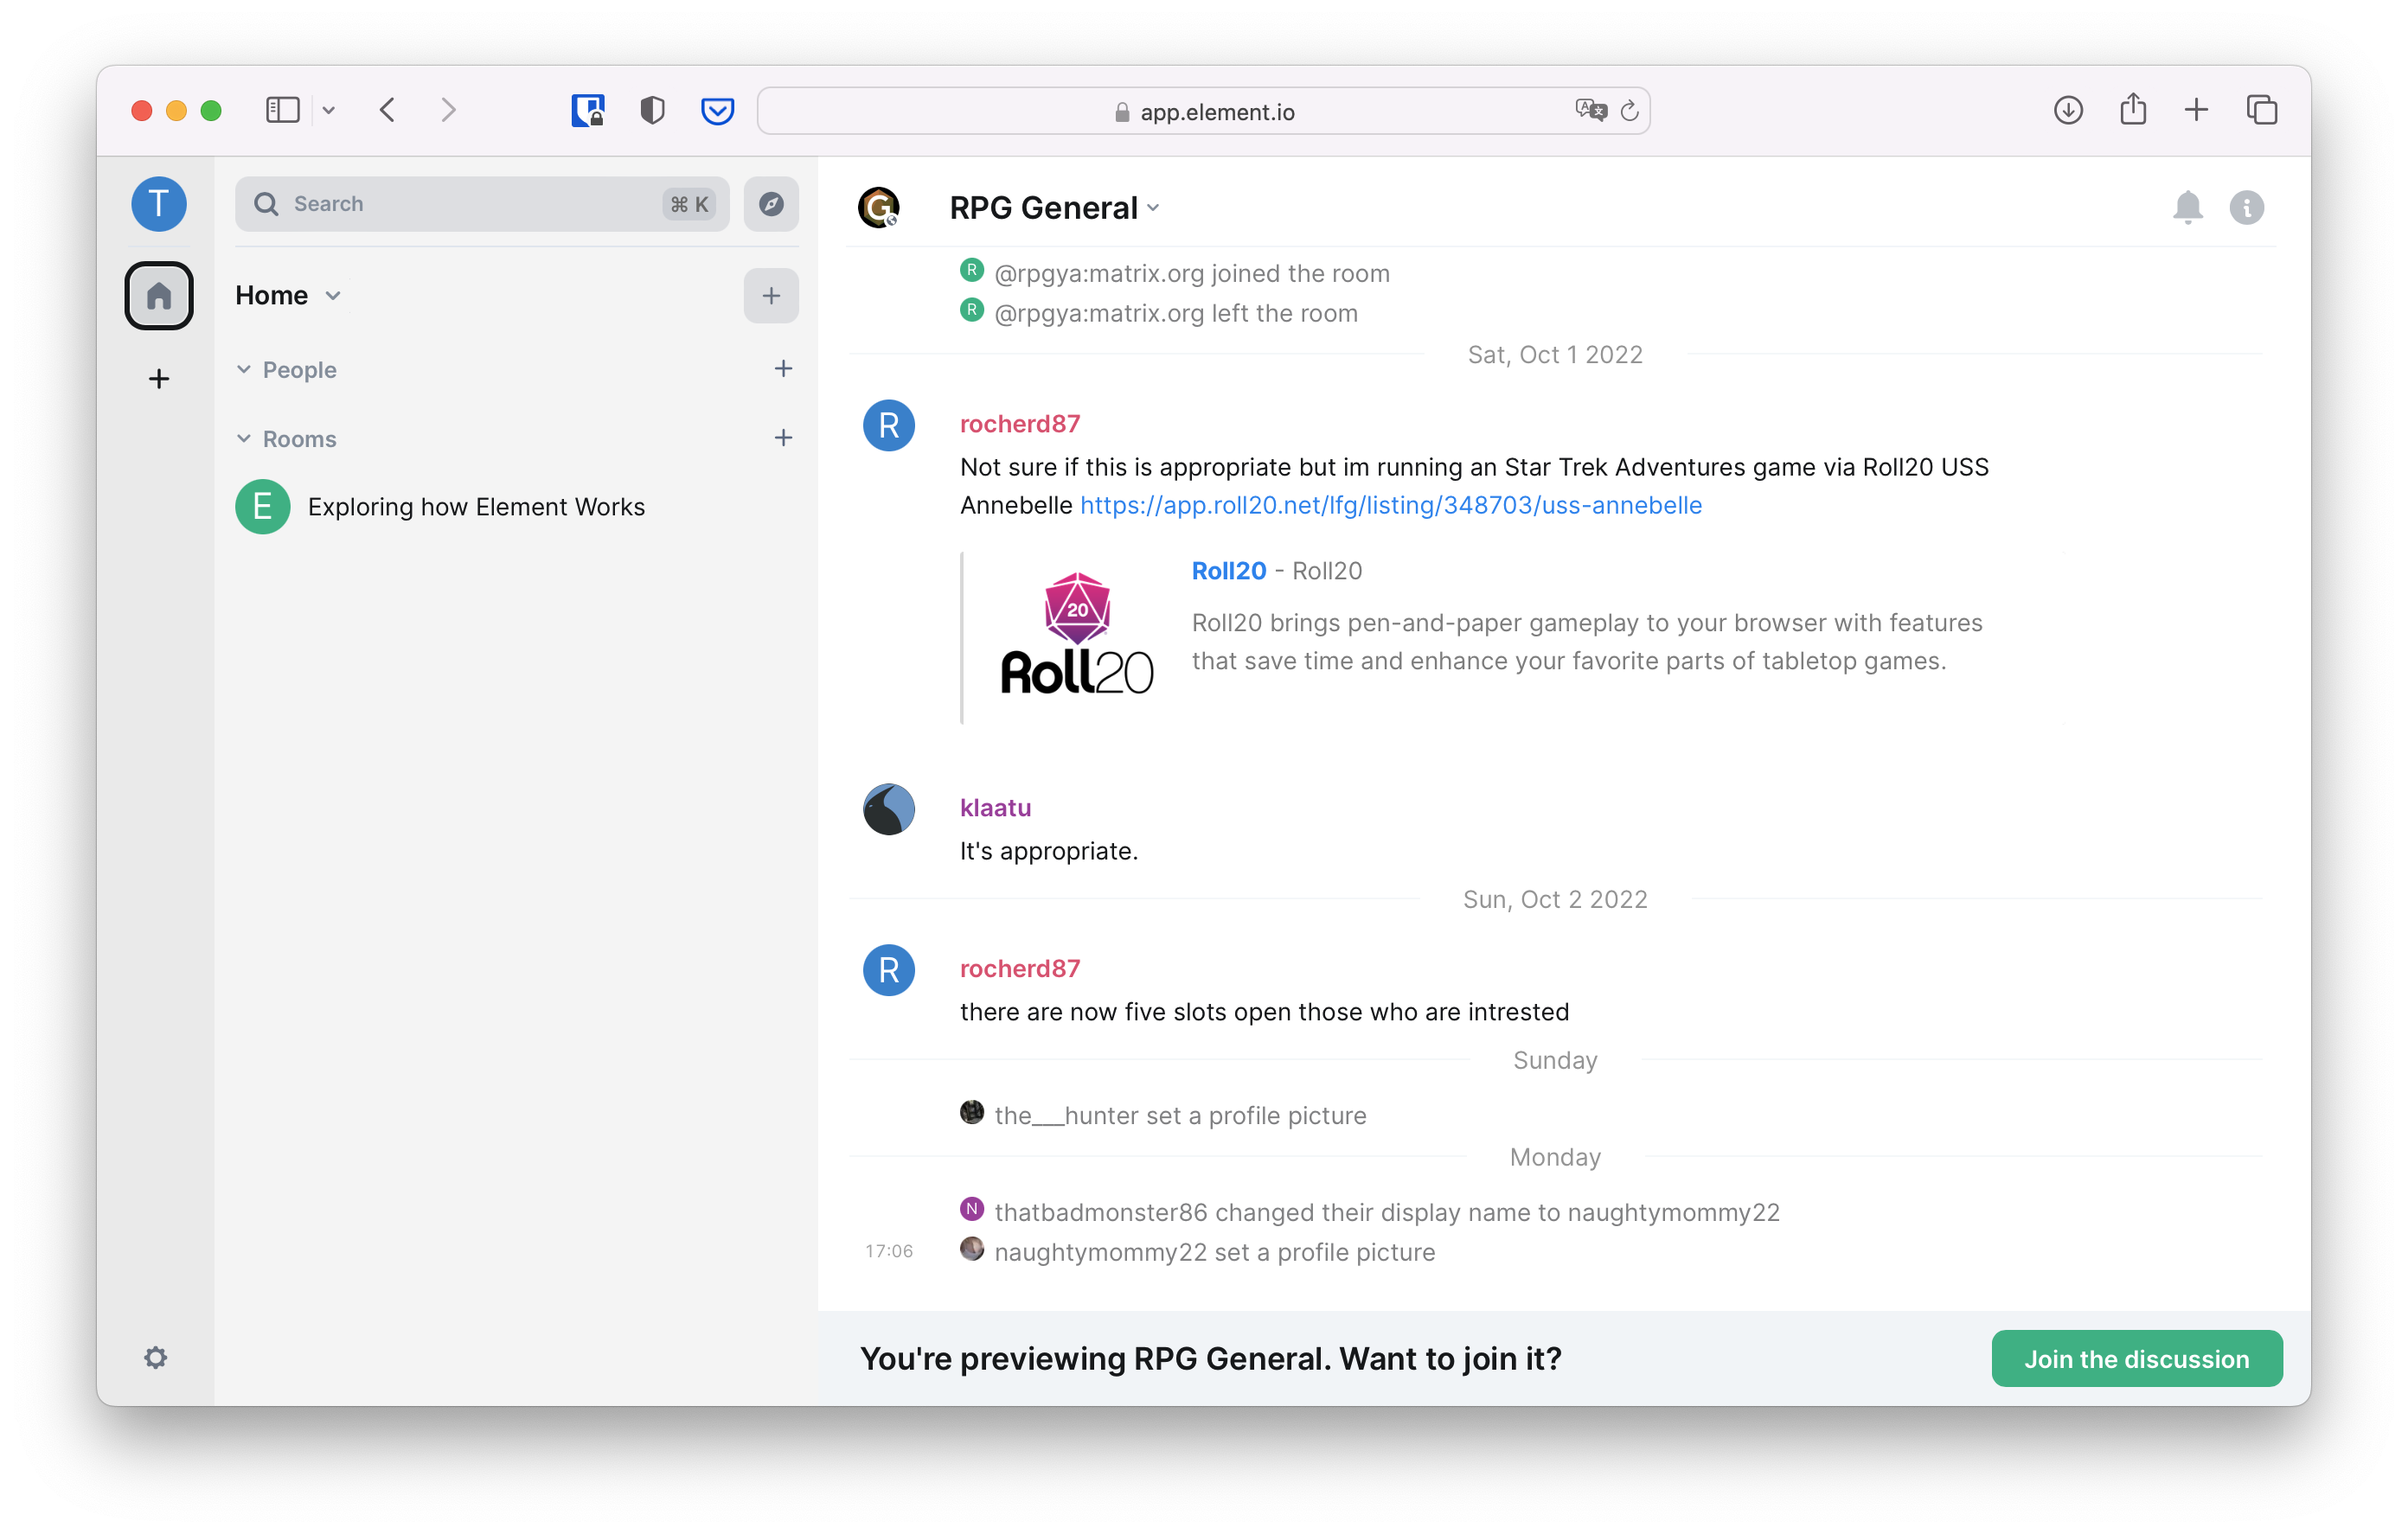 app.element.io
T
Search
⌘ K
Home
People
Rooms
E
Exploring how Element Works
G
RPG General
R
@rpgya:matrix.org joined the room
R
@rpgya:matrix.org left the room
Sat, Oct 1 2022
R
rocherd87
Not sure if this is appropriate but im running an Star Trek Adventures game via Roll20 USS
Annebelle https://app.roll20.net/lfg/listing/348703/uss-annebelle
20
Roll20
Roll20 - Roll20
Roll20 brings pen-and-paper gameplay to your browser with features
that save time and enhance your favorite parts of tabletop games.
klaatu
It's appropriate.
Sun, Oct 2 2022
R
rocherd87
there are now five slots open those who are intrested
Sunday
the___hunter set a profile picture
Monday
N
thatbadmonster86 changed their display name to naughtymommy22
17:06
naughtymommy22 set a profile picture
You're previewing RPG General. Want to join it?
Join the discussion